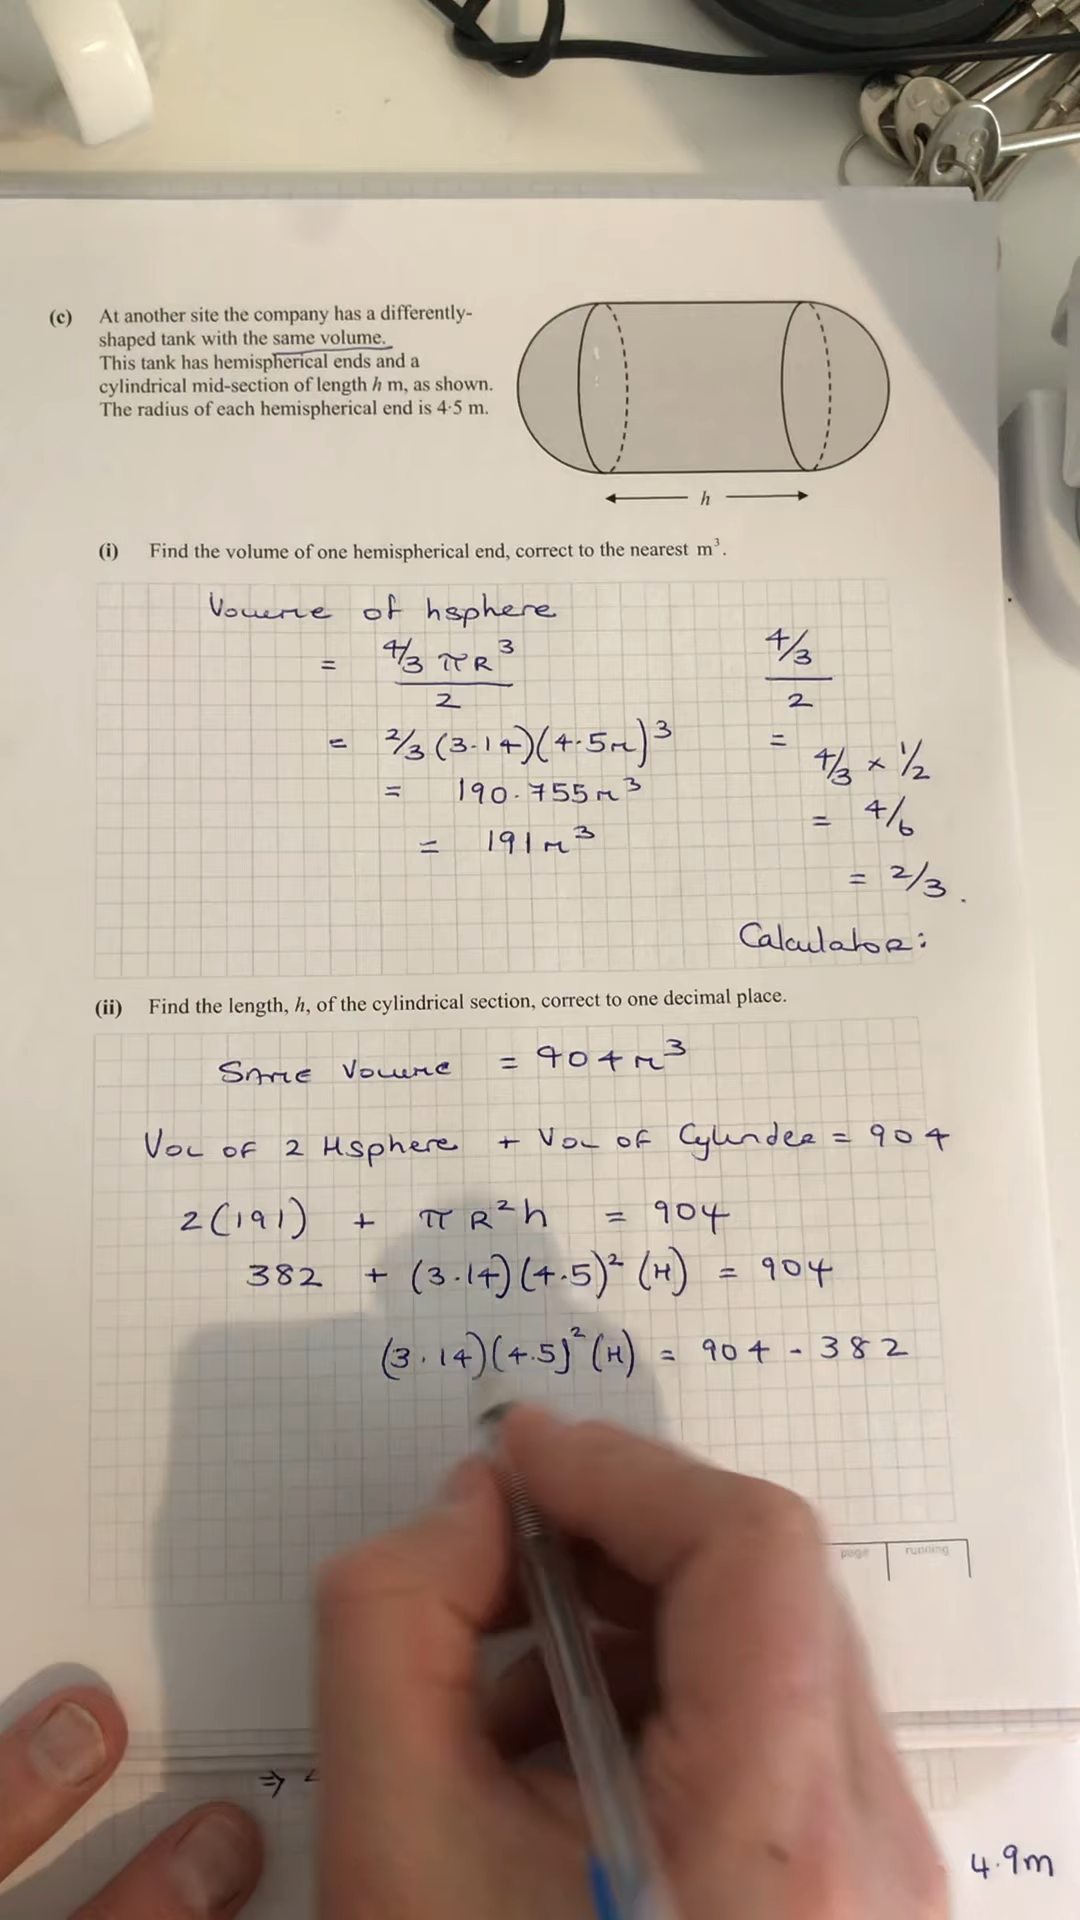 (c) At another site the company has a differently-
shaped tank with the same volume.
This tank has hemispherical ends and a
cylindrical mid-section of length h m, as shown.
The radius of each hemispherical end is 4·5 m.
h
(i) Find the volume of one hemispherical end, correct to the nearest m³.
Volume of hsphere
= 4/3 πR³
2
= 2/3 (3.14)(4.5m)³
= 190.755m³
= 191m³
4/3
2
= 4/3 × 1/2
= 4/6
= 2/3.
Calculator:
(ii) Find the length, h, of the cylindrical section, correct to one decimal place.
Same Volume = 904m³
Vol of 2 Hsphere + Vol of Cylinder = 904
2(191) + πR²h = 904
382 + (3.14)(4.5)² (H) = 904
(3.14)(4.5)² (H) = 904 - 382
page running
⇒
4.9m